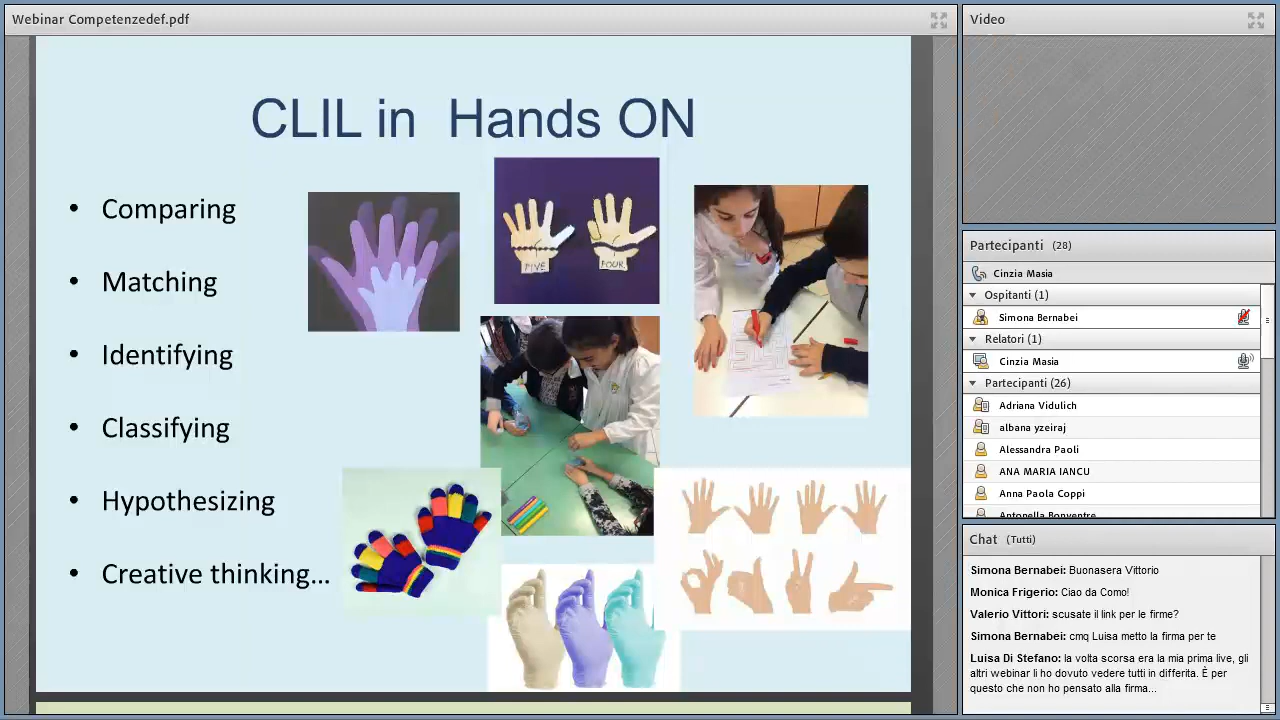 Webinar Competenzedef.pdf
CLIL in Hands ON
• Comparing
• Matching
• Identifying
• Classifying
• Hypothesizing
• Creative thinking...
FIVE
FOUR
Video
Partecipanti (28)
Cinzia Masia
Ospitanti (1)
Simona Bernabei
Relatori (1)
Cinzia Masia
Partecipanti (26)
Adriana Vidulich
albana yzeiraj
Alessandra Paoli
ANA MARIA IANCU
Anna Paola Coppi
Antonella Bonventre
Chat (Tutti)
Simona Bernabei: Buonasera Vittorio
Monica Frigerio: Ciao da Como!
Valerio Vittori: scusate il link per le firme?
Simona Bernabei: cmq Luisa metto la firma per te
Luisa Di Stefano: la volta scorsa era la mia prima live, gli
altri webinar li ho dovuto vedere tutti in differita. È per
questo che non ho pensato alla firma...